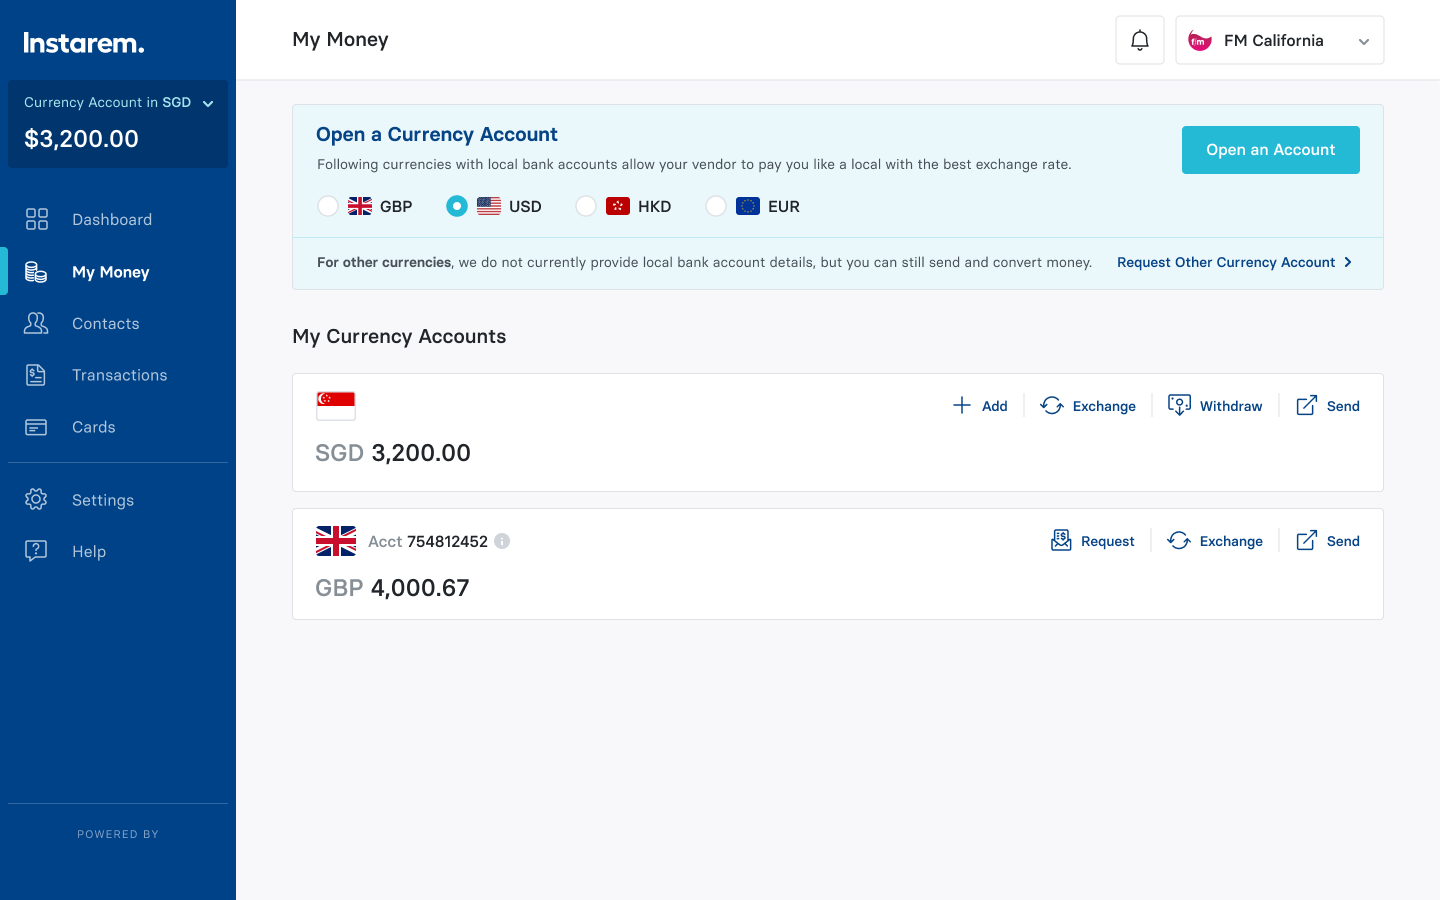 Instarem.
Currency Account in SGD
$3,200.00
Dashboard
My Money
Contacts
Transactions
Cards
Settings
Help
POWERED BY
My Money
fm
FM California
Open a Currency Account
Following currencies with local bank accounts allow your vendor to pay you like a local with the best exchange rate.
Open an Account
GBP
USD
HKD
EUR
For other currencies, we do not currently provide local bank account details, but you can still send and convert money.
Request Other Currency Account
My Currency Accounts
Add
Exchange
Withdraw
Send
SGD 3,200.00
Acct 754812452
Request
Exchange
Send
GBP 4,000.67